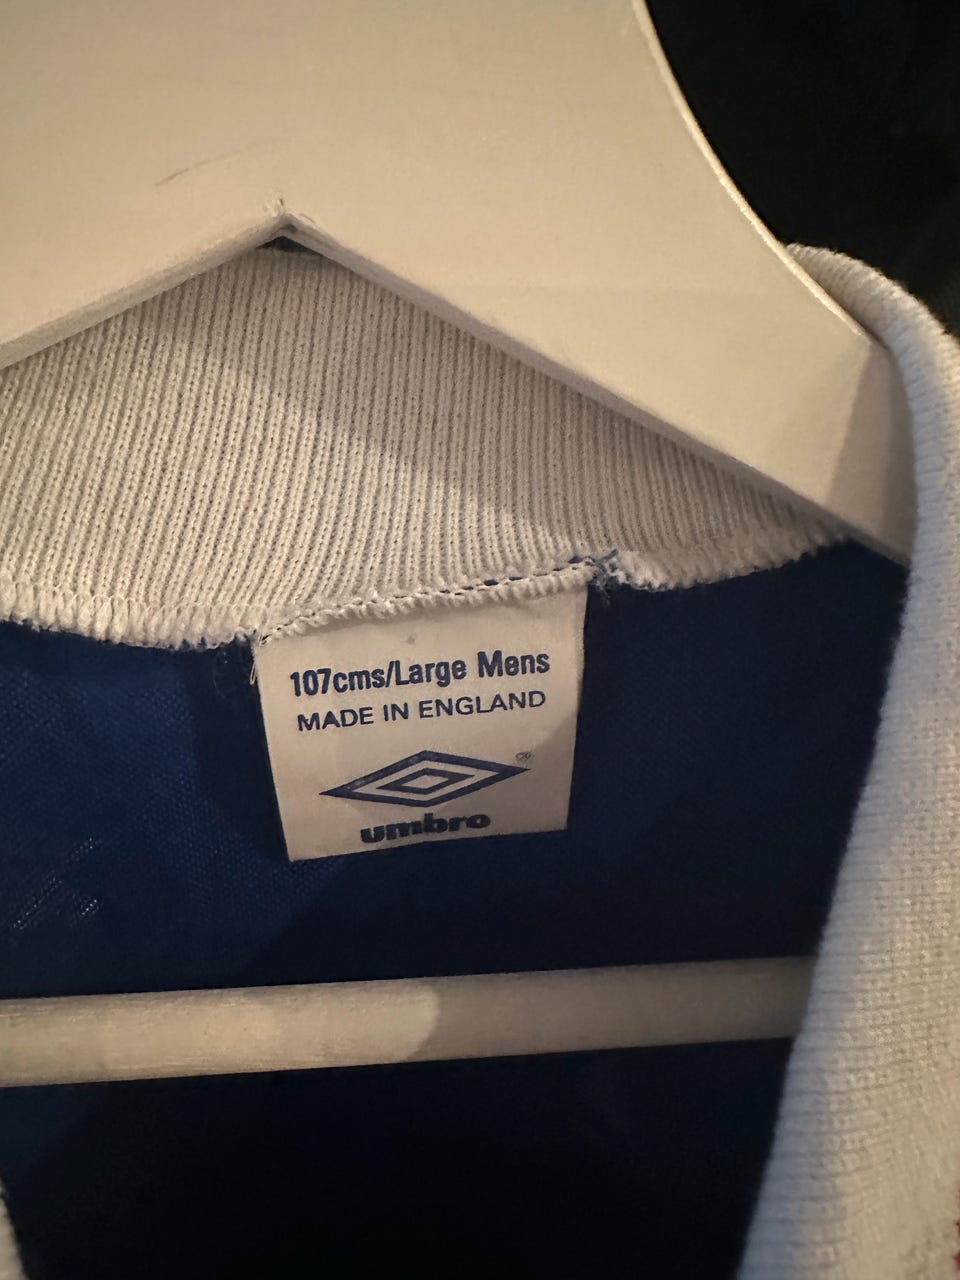 107cms/Large Mens
MADE IN ENGLAND
®
umbro